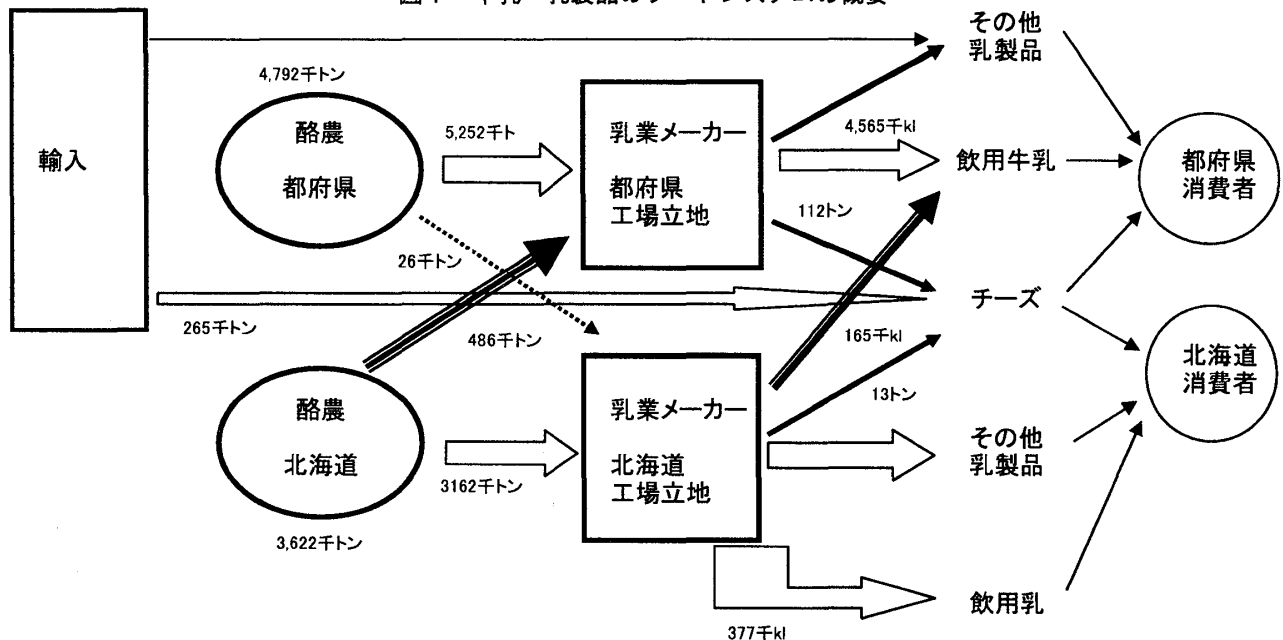 その他
乳製品
4,792千トン
酪農
都府県
5,252千ト
乳業メーカー
都府県
工場立地
4,565千kl
飲用牛乳
都府県
消費者
輸入
112トン
26千トン
チーズ
265千トン
486千トン
165千kl
北海道
消費者
酪農
北海道
乳業メーカー
北海道
工場立地
13トン
その他
乳製品
3162千トン
3,622千トン
飲用乳
377千kl